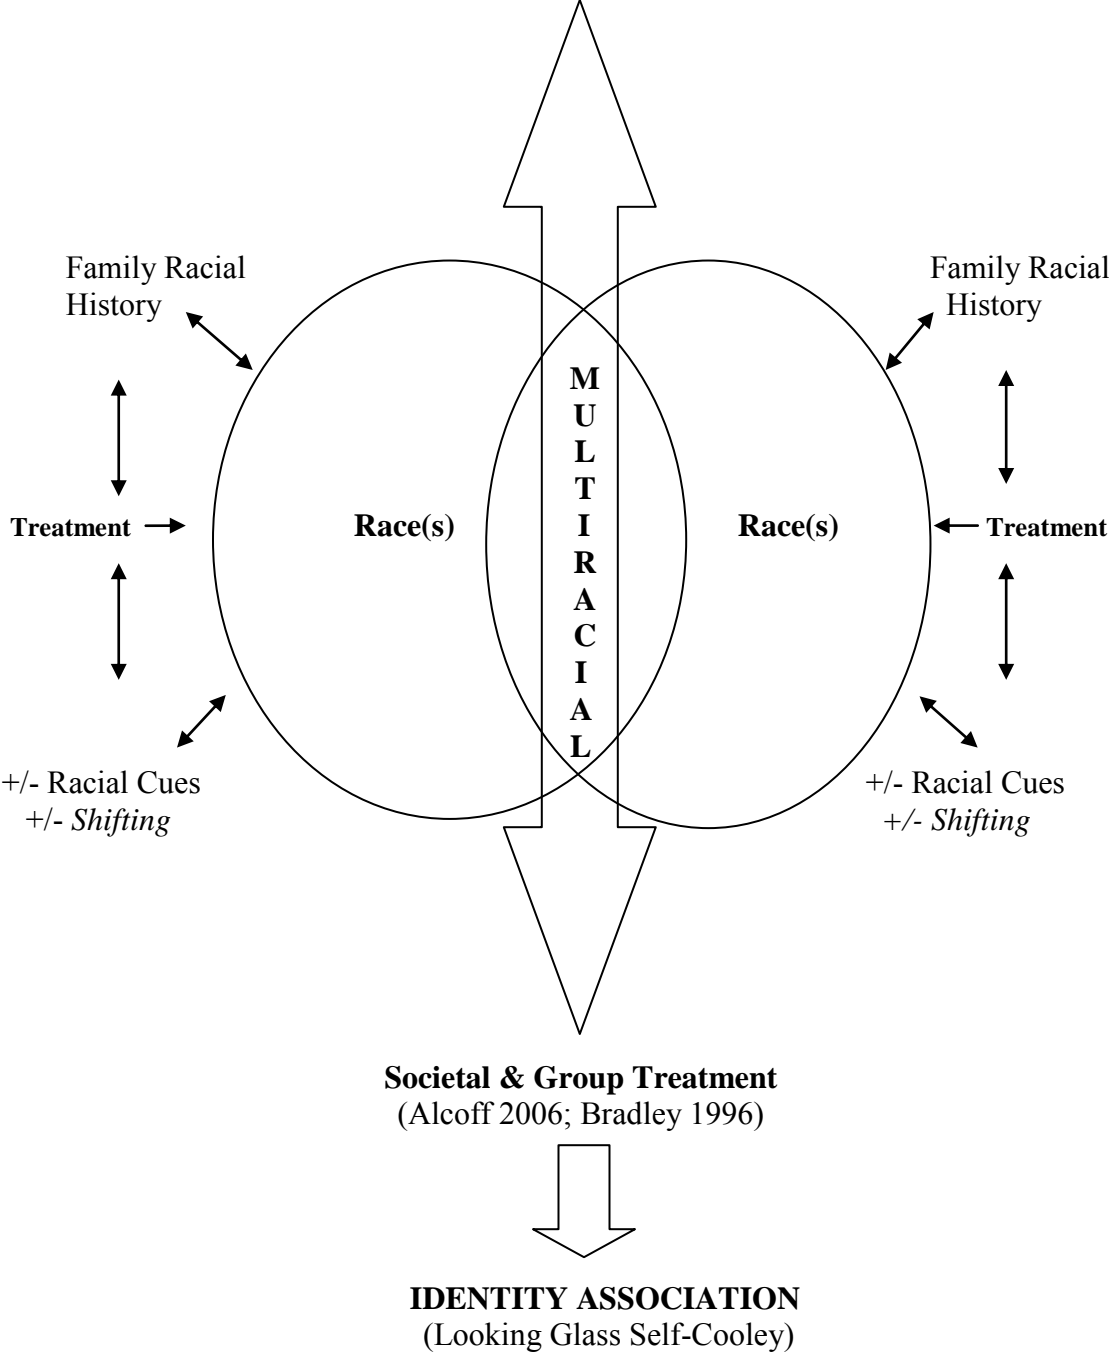 Family Racial
History
Family Racial
History
MULTIRACIAL
Treatment
Race(s)
Race(s)
Treatment
+/- Racial Cues
+/- Shifting
+/- Racial Cues
+/- Shifting
Societal & Group Treatment
(Alcoff 2006; Bradley 1996)
IDENTITY ASSOCIATION
(Looking Glass Self-Cooley)